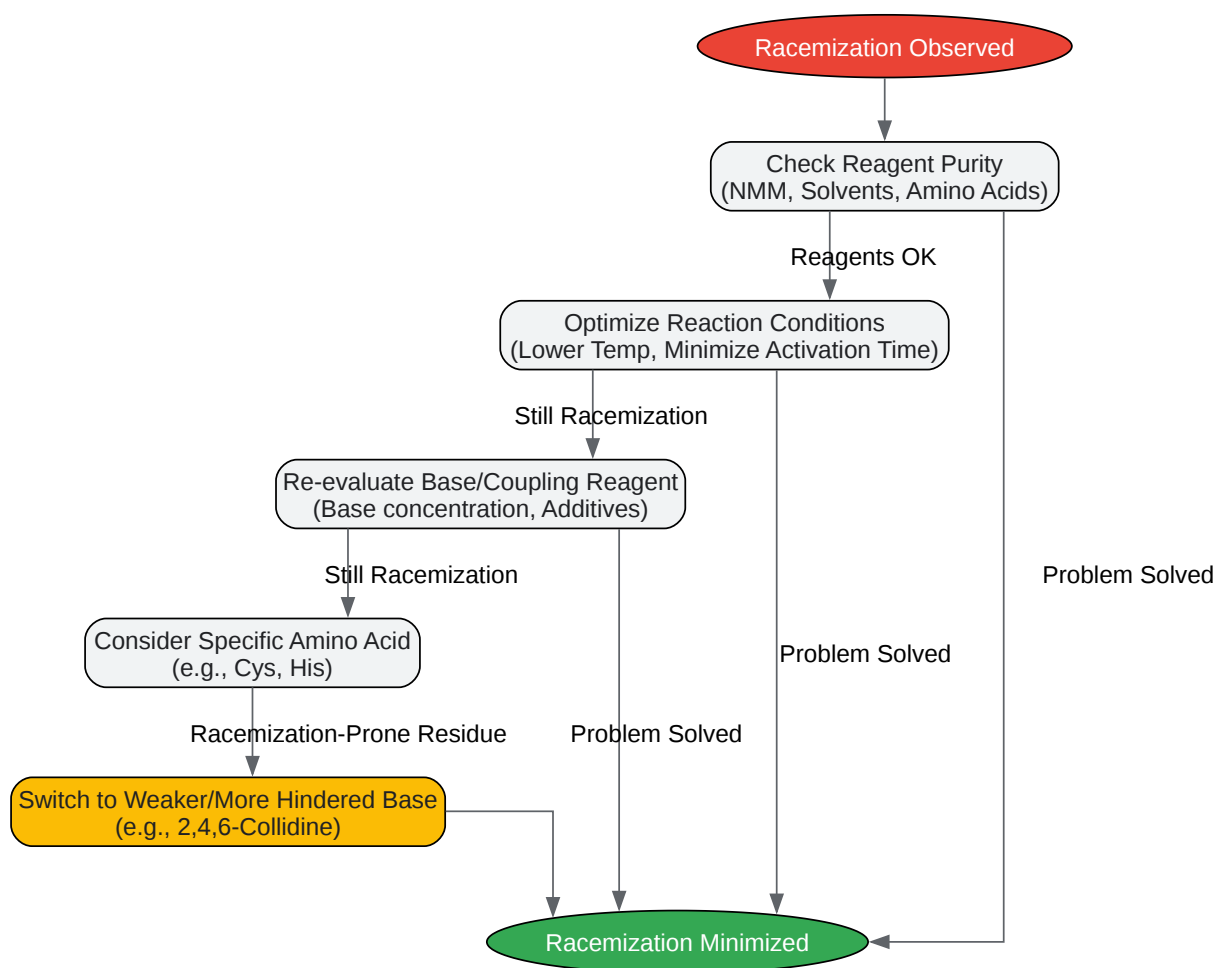 Racemization Observed
Check Reagent Purity
(NMM, Solvents, Amino Acids)
Reagents OK
Optimize Reaction Conditions
(Lower Temp, Minimize Activation Time)
Still Racemization
Re-evaluate Base/Coupling Reagent
(Base concentration, Additives)
Still Racemization
Problem Solved
Consider Specific Amino Acid
(e.g., Cys, His)
Problem Solved
Racemization-Prone Residue
Problem Solved
Switch to Weaker/More Hindered Base
(e.g., 2,4,6-Collidine)
Racemization Minimized